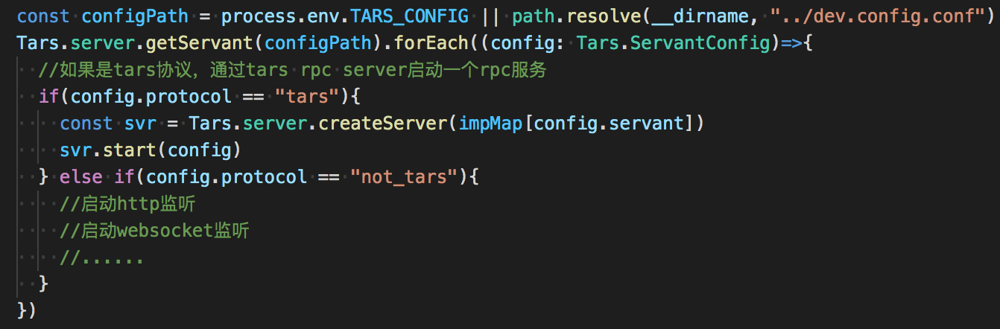 const configPath = process.env.TARS_CONFIG || path.resolve(__dirname, "../dev.config.conf")
Tars.server.getServant(configPath).forEach((config: Tars.ServantConfig)=>{
  //如果是tars协议，通过tars rpc server启动一个rpc服务
  if(config.protocol == "tars"){
    const svr = Tars.server.createServer(impMap[config.servant])
    svr.start(config)
  } else if(config.protocol == "not_tars"){
    //启动http监听
    //启动websocket监听
    //......
  }
})